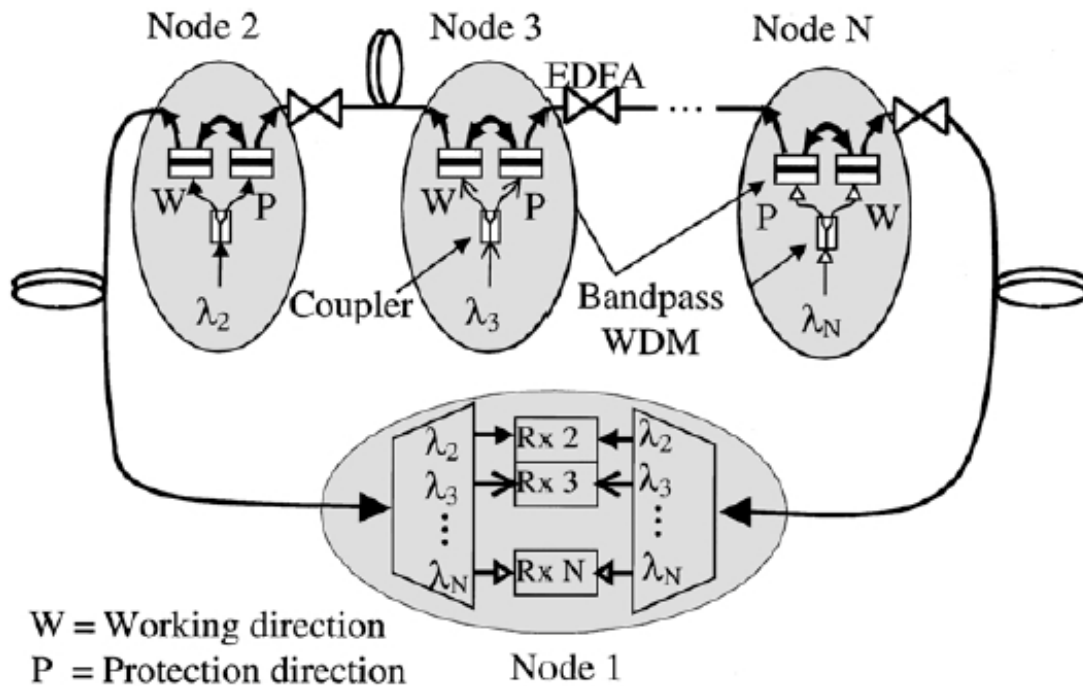 Node 2
Node 3
Node N
EDFA
...
W
P
W
P
P
W
λ2
Coupler
λ3
Bandpass
WDM
λN
λ2
Rx 2
λ2
λ3
Rx 3
λ3
λN
Rx N
λN
W = Working direction
P = Protection direction
Node 1